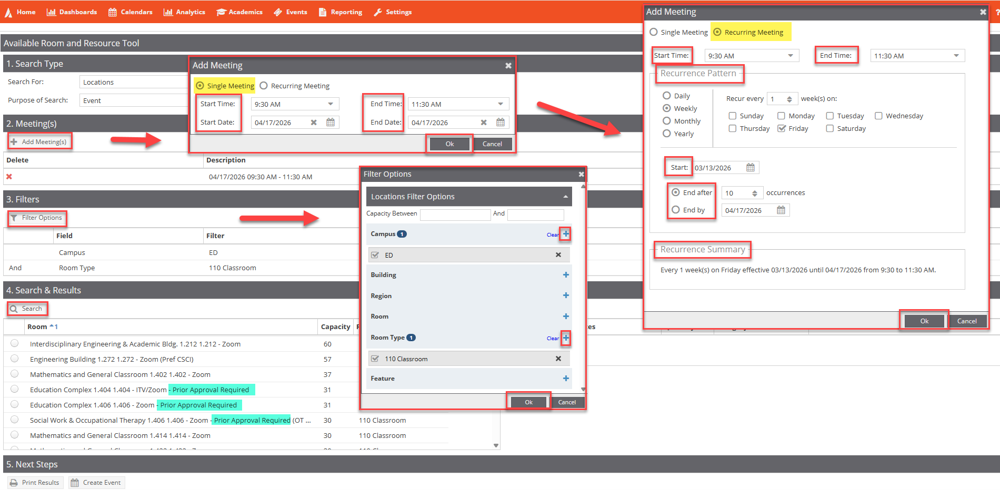 Home Dashboards Calendars Analytics Academics Events Reporting Settings ?
Available Room and Resource Tool
1. Search Type
Search For: Locations
Purpose of Search: Event
2. Meeting(s)
Add Meeting(s)
Delete Description
04/17/2026 09:30 AM - 11:30 AM
3. Filters
Filter Options
Field Filter
Campus ED
And Room Type 110 Classroom
4. Search & Results
Search
Room 1 Capacity
Interdisciplinary Engineering & Academic Bldg. 1.212 1.212 - Zoom 60
Engineering Building 1.272 1.272 - Zoom (Pref CSCI) 57
Mathematics and General Classroom 1.402 1.402 - Zoom 37
Education Complex 1.404 1.404 - ITV/Zoom - Prior Approval Required 31
Education Complex 1.406 1.406 - Zoom - Prior Approval Required 31
Social Work & Occupational Therapy 1.406 1.406 - Zoom - Prior Approval Required (OT ... 30 110 Classroom
Mathematics and General Classroom 1.414 1.414 - Zoom 30 110 Classroom
5. Next Steps
Print Results Create Event
Add Meeting
Single Meeting Recurring Meeting
Start Time: 9:30 AM End Time: 11:30 AM
Start Date: 04/17/2026 End Date: 04/17/2026
Ok Cancel
Filter Options
Locations Filter Options
Capacity Between And
Campus 1 Clear
ED
Building
Region
Room
Room Type 1 Clear
110 Classroom
Feature
Ok Cancel
Add Meeting
Single Meeting Recurring Meeting
Start Time: 9:30 AM End Time: 11:30 AM
Recurrence Pattern
Daily
Weekly
Monthly
Yearly
Recur every 1 week(s) on:
Sunday Monday Tuesday Wednesday
Thursday Friday Saturday
Start: 03/13/2026
End after 10 occurrences
End by 04/17/2026
Recurrence Summary
Every 1 week(s) on Friday effective 03/13/2026 until 04/17/2026 from 9:30 to 11:30 AM.
Ok Cancel